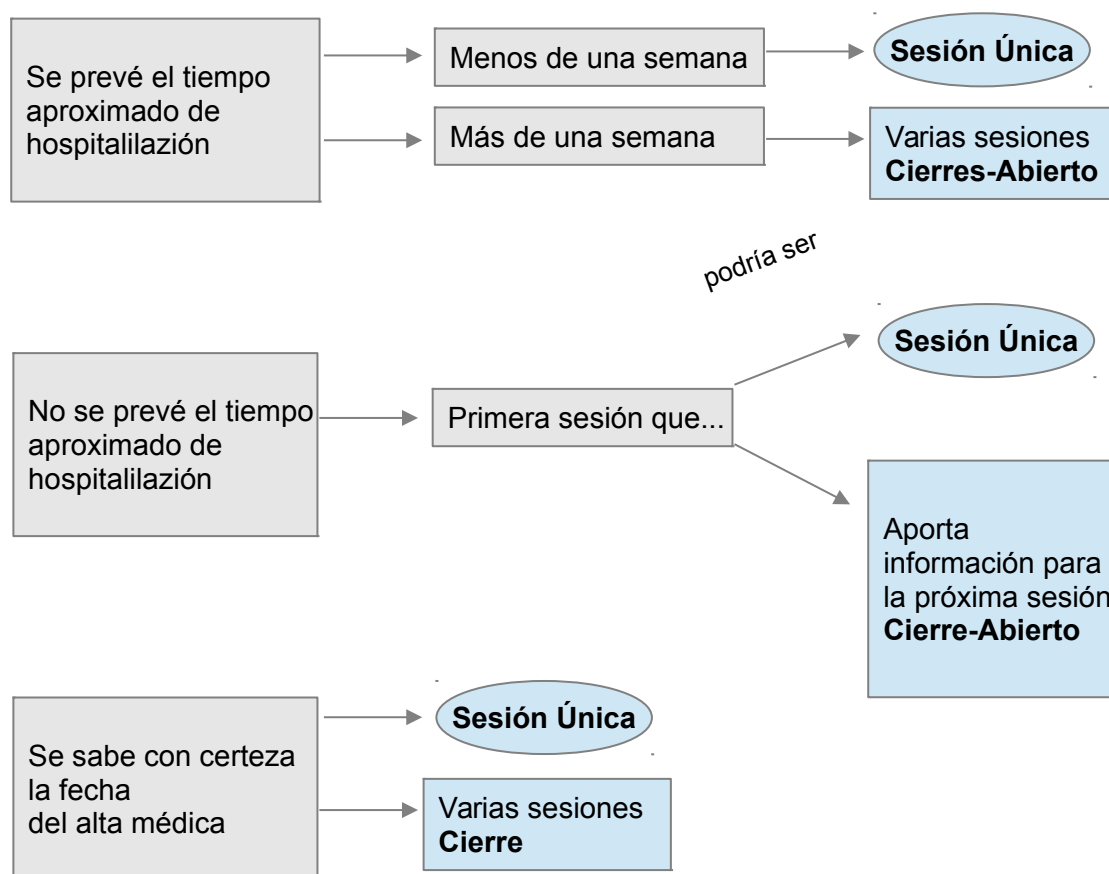 Se prevé el tiempo
aproximado de
hospitalilazión
Menos de una semana
Sesión Única
Más de una semana
Varias sesiones
Cierres-Abierto
podría ser
No se prevé el tiempo
aproximado de
hospitalilazión
Primera sesión que...
Sesión Única
Aporta
información para
la próxima sesión
Cierre-Abierto
Se sabe con certeza
la fecha
del alta médica
Sesión Única
Varias sesiones
Cierre